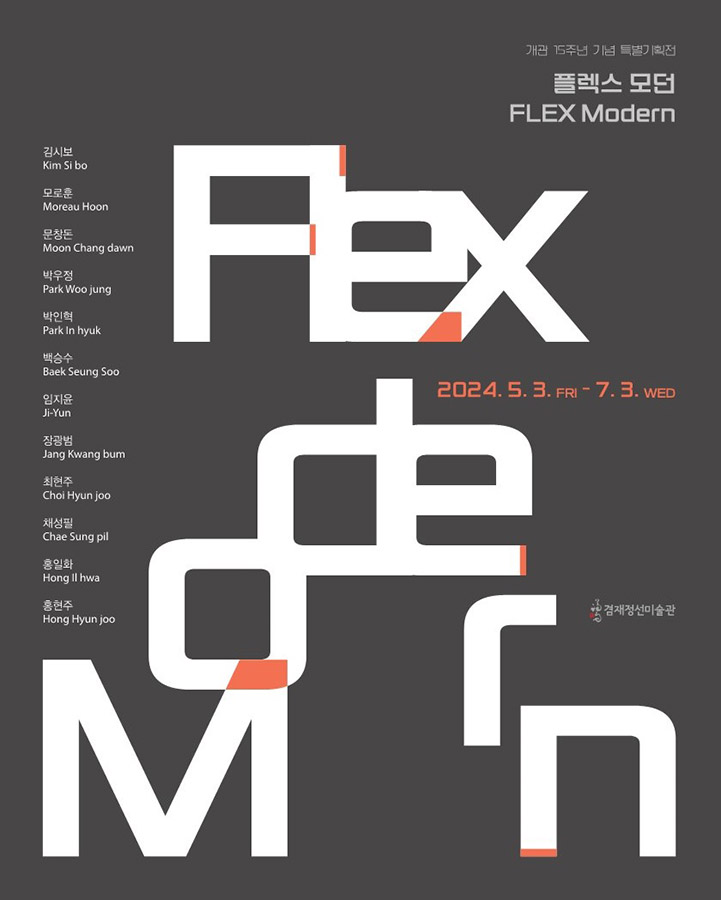 개관 15주년 기념 특별기획전
플렉스 모던
FLEX Modern
김시보
Kim Si bo
모로훈
Moreau Hoon
문창돈
Moon Chang dawn
박우정
Park Woo jung
박인혁
Park In hyuk
백승수
Baek Seung Soo
임지윤
Ji-Yun
장광범
Jang Kwang bum
최현주
Choi Hyun joo
채성필
Chae Sung pil
홍일화
Hong Il hwa
홍현주
Hong Hyun joo
Flex
2024. 5. 3. FRI - 7. 3. WED
Modern
겸재정선미술관